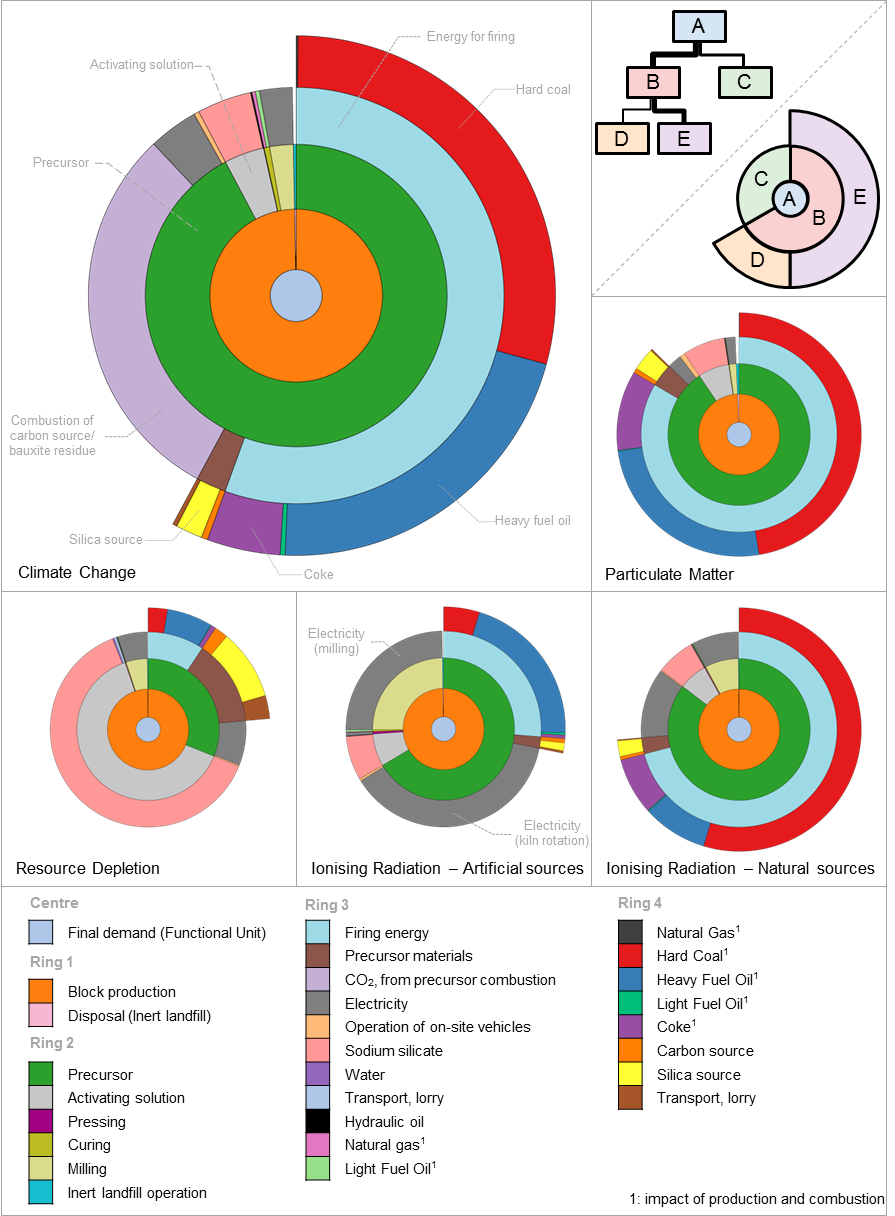 Energy for firing
Activating solution
Hard coal
Precursor
Combustion of
carbon source/
bauxite residue
Heavy fuel oil
Silica source
Coke
Climate Change
A
B
C
D
E
C
A
B
E
D
Particulate Matter
Resource Depletion
Electricity
(milling)
Electricity
(kiln rotation)
Ionising Radiation – Artificial sources
Ionising Radiation – Natural sources
Centre
Final demand (Functional Unit)
Ring 1
Block production
Disposal (Inert landfill)
Ring 2
Precursor
Activating solution
Pressing
Curing
Milling
Inert landfill operation
Ring 3
Firing energy
Precursor materials
CO₂, from precursor combustion
Electricity
Operation of on-site vehicles
Sodium silicate
Water
Transport, lorry
Hydraulic oil
Natural gas¹
Light Fuel Oil¹
Ring 4
Natural Gas¹
Hard Coal¹
Heavy Fuel Oil¹
Light Fuel Oil¹
Coke¹
Carbon source
Silica source
Transport, lorry
1: impact of production and combustion